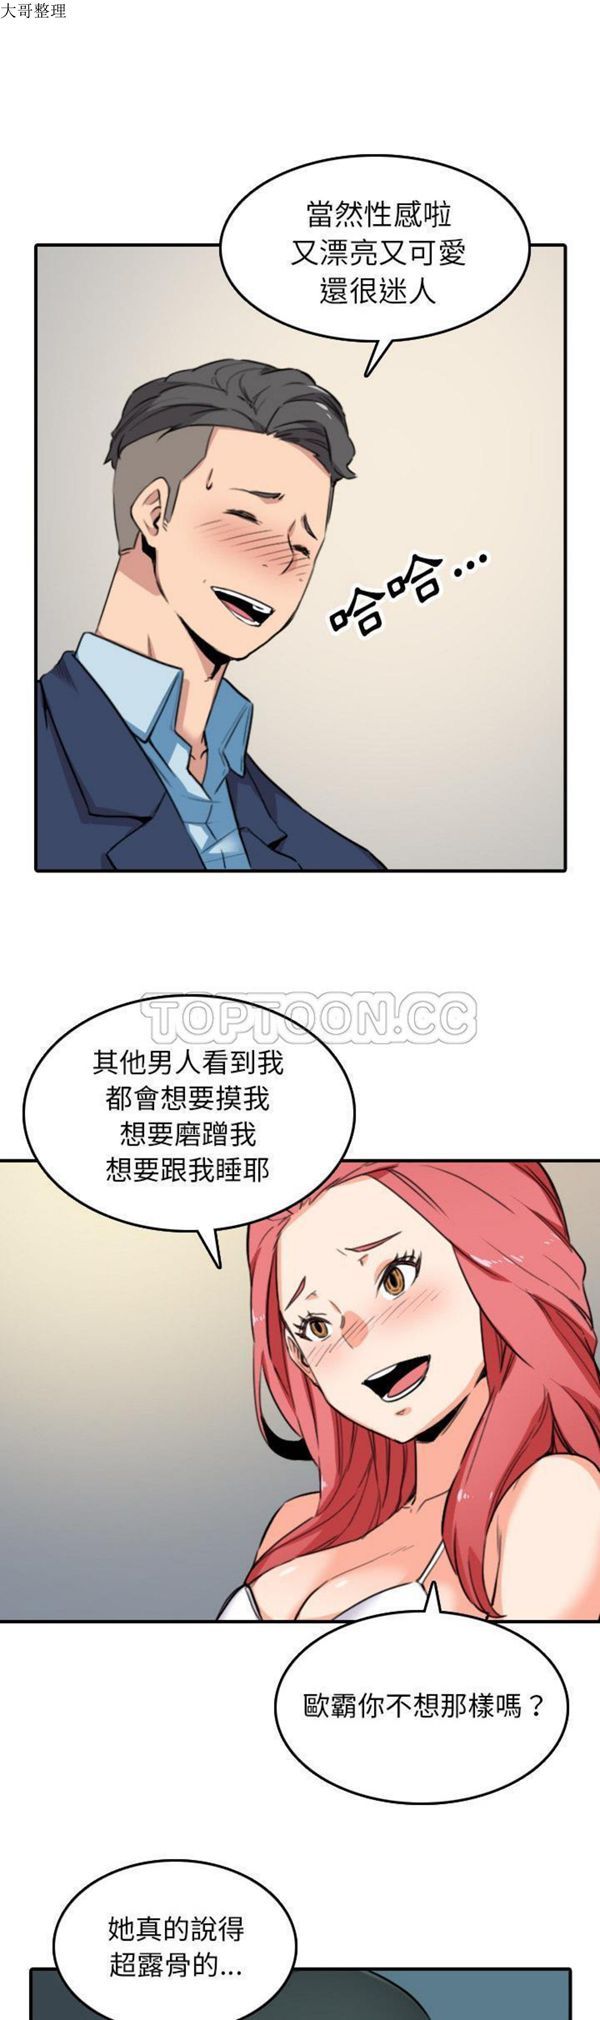 大哥整理
當然性感啦
又漂亮又可愛
還很迷人
哈哈...
TOPTOON.CC
其他男人看到我
都會想要摸我
想要磨蹭我
想要跟我睡耶
歐霸你不想那樣嗎？
她真的說得
超露骨的...